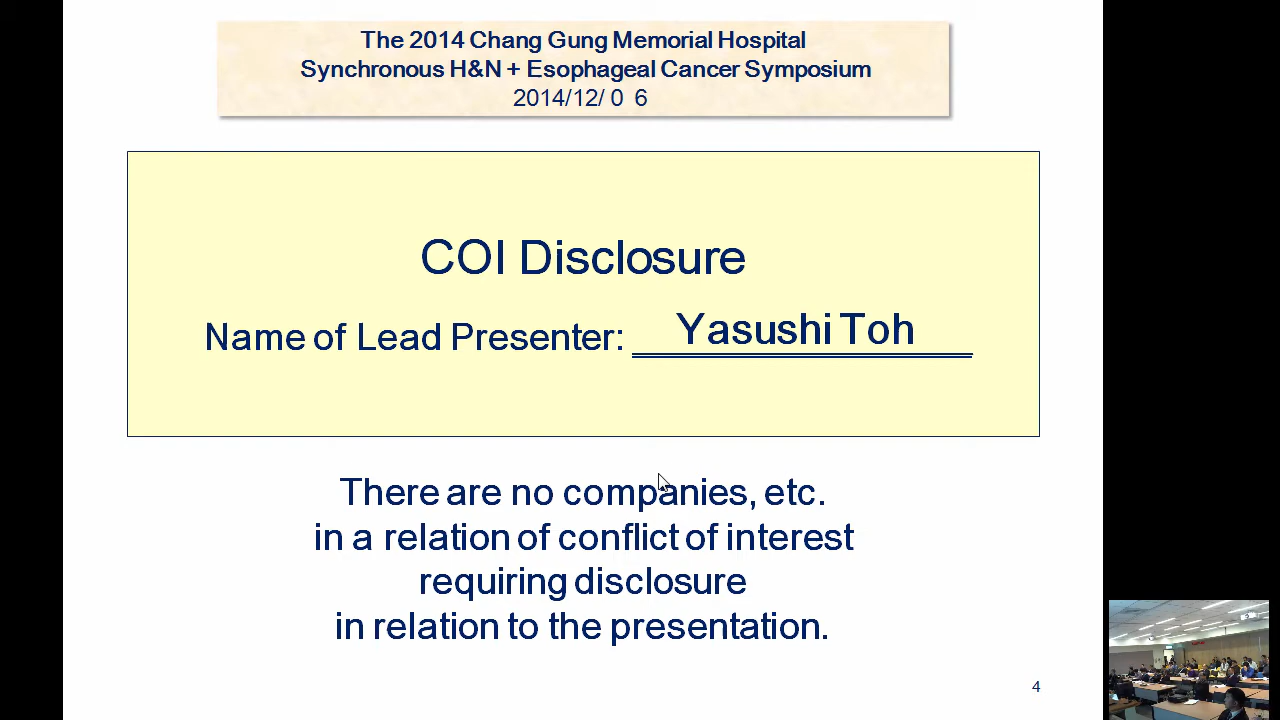 The 2014 Chang Gung Memorial Hospital
Synchronous H&N + Esophageal Cancer Symposium
2014/12/ 0 6
COI Disclosure
Name of Lead Presenter: Yasushi Toh
There are no companies, etc.
in a relation of conflict of interest
requiring disclosure
in relation to the presentation.
4